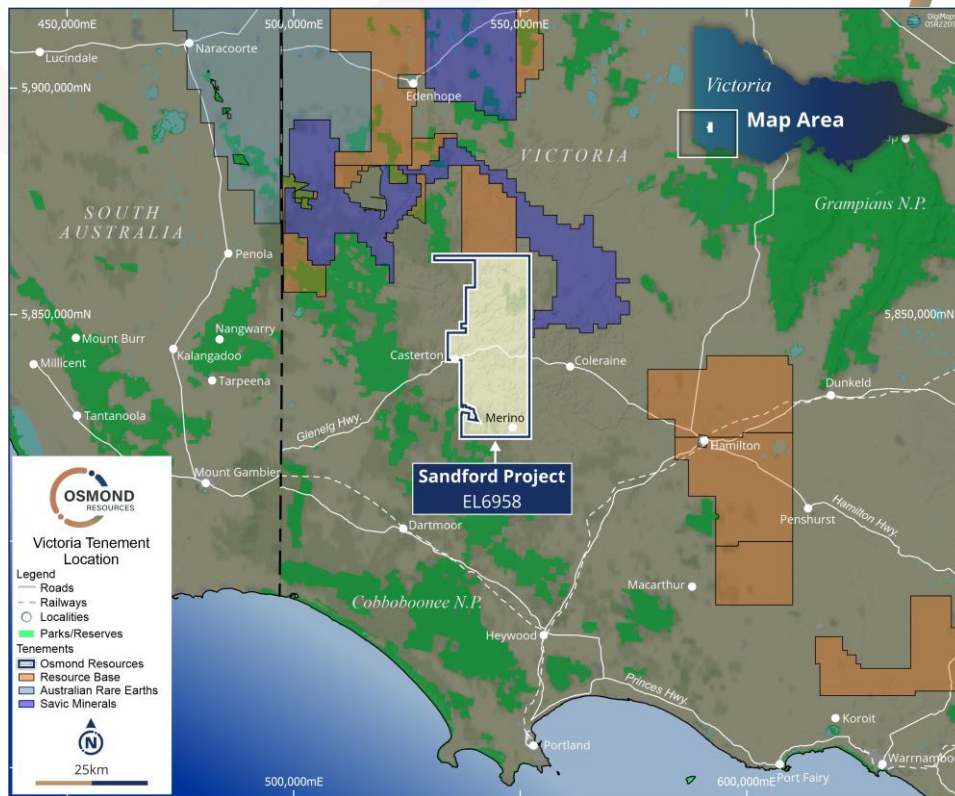 450,000mE
500,000mE
550,000mE
DigiMaps
Lucindale
Naracoorte
5,900,000mN
Edenhope
Victoria
Map Area
VICTORIA
Grampians N.P.
SOUTH
AUSTRALIA
Penola
5,850,000mN
5,850,000mN
Mount Burr
Nangwarry
Millicent
Kalangadoo
Casterton
Coleraine
Tarpeena
Dunkeld
Tantanoola
Merino
Glenelg Hwy.
Hamilton
Mount Gambier
Sandford Project
EL6958
Penshurst
Hamilton Hwy.
Dartmoor
Macarthur
Cobboboonee N.P.
Heywood
Princes Hwy.
Koroit
Portland
Port Fairy
Warrnamboo
500,000mE
600,000mE
OSMOND
RESOURCES
Victoria Tenement
Location
Legend
Roads
Railways
Localities
Parks/Reserves
Tenements
Osmond Resources
Resource Base
Australian Rare Earths
Savic Minerals
N
25km